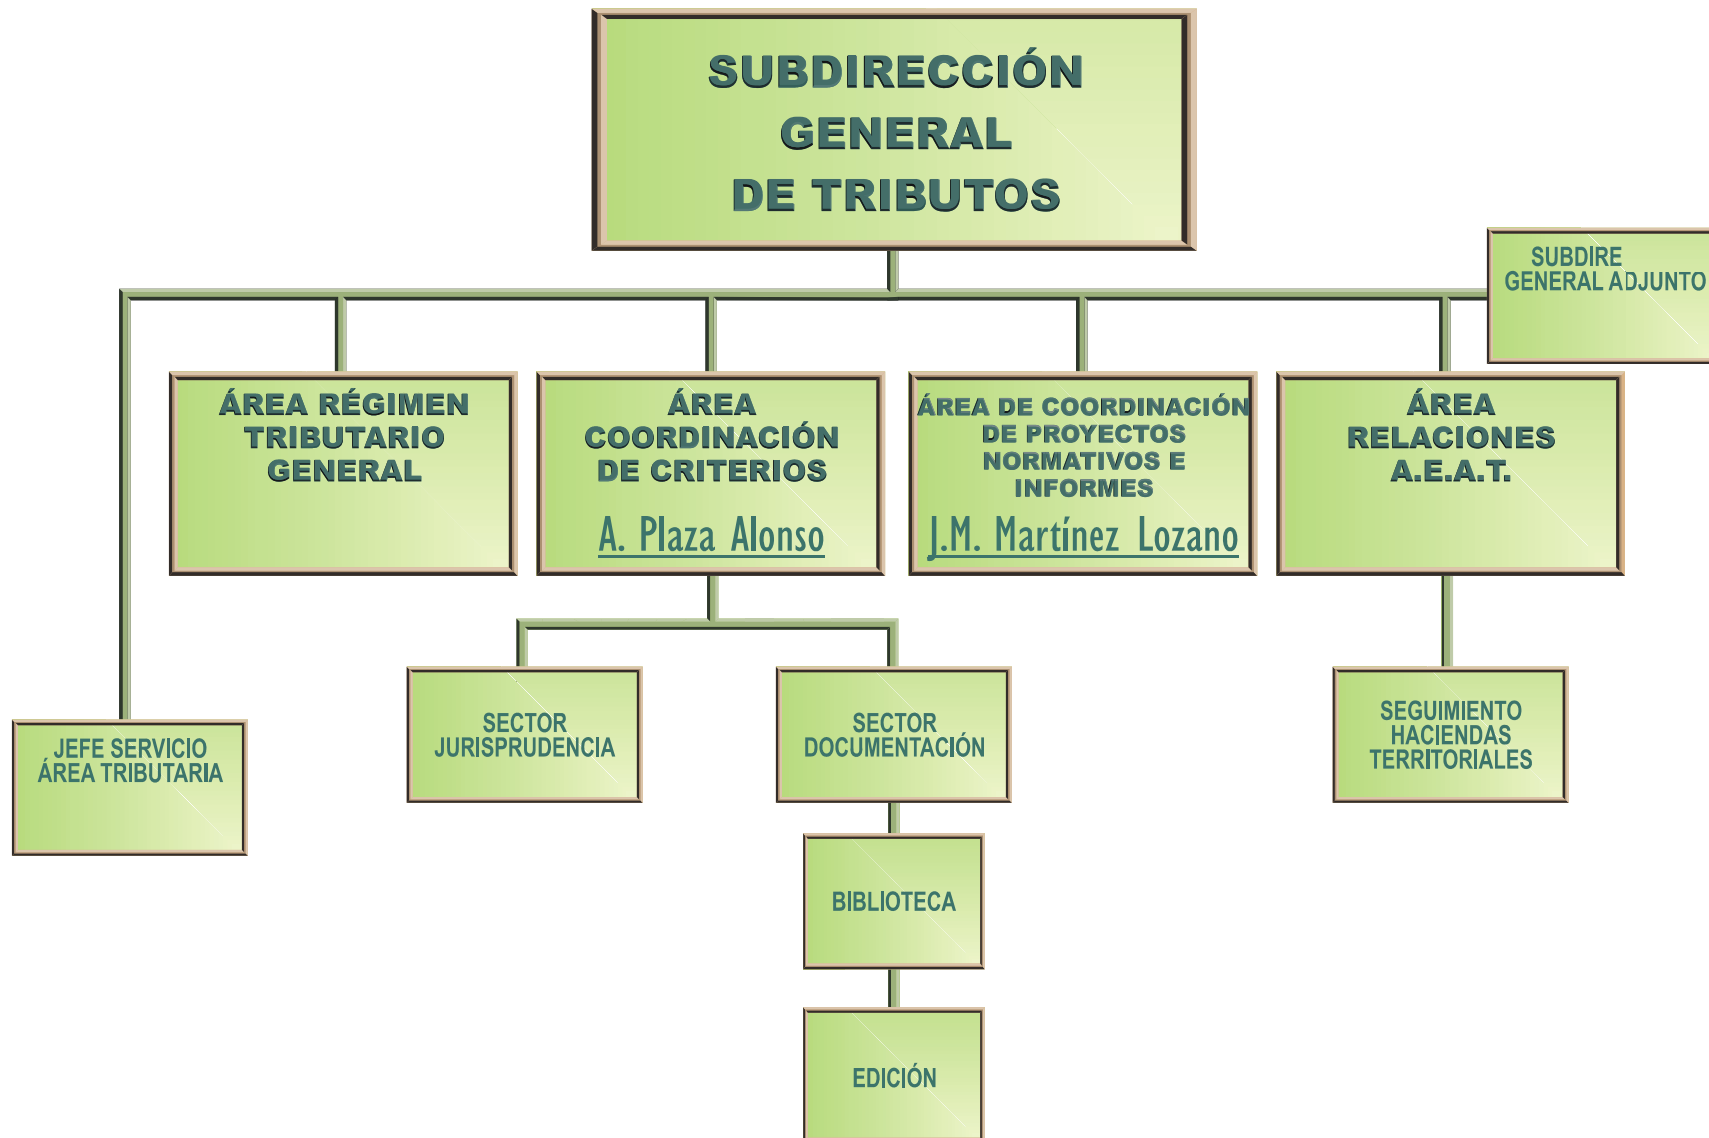 SUBDIRECCIÓN
GENERAL
DE TRIBUTOS
SUBDIRE
GENERAL ADJUNTO
ÁREA RÉGIMEN
TRIBUTARIO
GENERAL
ÁREA
COORDINACIÓN
DE CRITERIOS
A. Plaza Alonso
ÁREA DE COORDINACIÓN
DE PROYECTOS
NORMATIVOS E
INFORMES
J.M. Martínez Lozano
ÁREA
RELACIONES
A.E.A.T.
JEFE SERVICIO
ÁREA TRIBUTARIA
SECTOR
JURISPRUDENCIA
SECTOR
DOCUMENTACIÓN
SEGUIMIENTO
HACIENDAS
TERRITORIALES
BIBLIOTECA
EDICIÓN